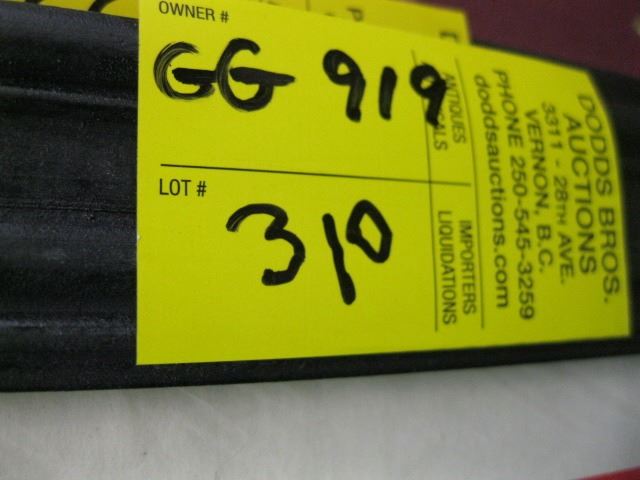 OWNER #
GG 919
LOT #
310
DODDS BROS.
AUCTIONS
3311 - 28TH AVE.
VERNON, B.C.
PHONE 250-545-3259
doddsauctions.com
ANTIQUES
IMPORTERS
LIQUIDATIONS